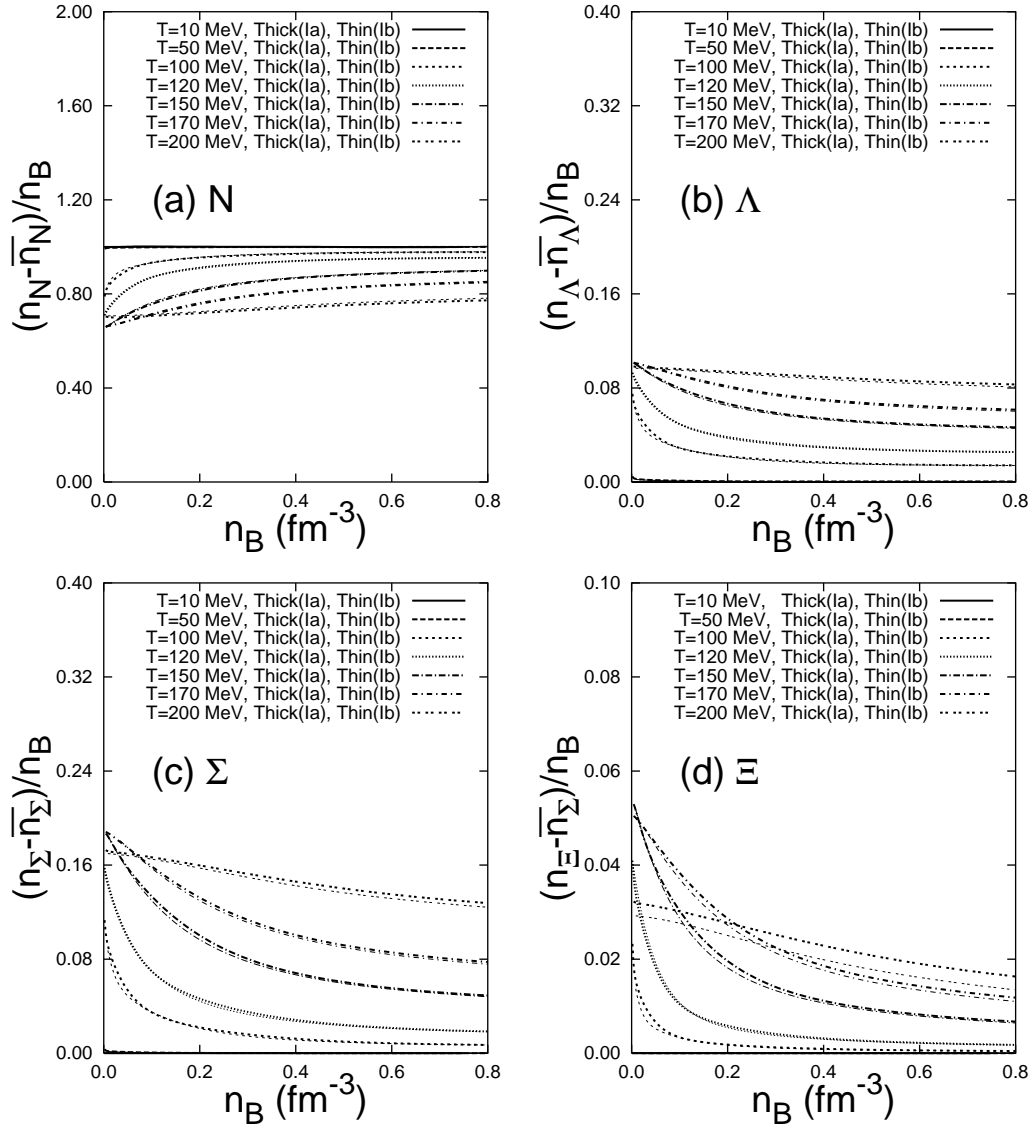 (n_N-n̅_N)/n_B
2.00
1.60
1.20
0.80
0.40
0.00
T=10 MeV, Thick(Ia), Thin(Ib)
T=50 MeV, Thick(Ia), Thin(Ib)
T=100 MeV, Thick(Ia), Thin(Ib)
T=120 MeV, Thick(Ia), Thin(Ib)
T=150 MeV, Thick(Ia), Thin(Ib)
T=170 MeV, Thick(Ia), Thin(Ib)
T=200 MeV, Thick(Ia), Thin(Ib)
(a) N
0.0 0.2 0.4 0.6 0.8
n_B (fm^-3)
(n_Λ-n̅_Λ)/n_B
0.40
0.32
0.24
0.16
0.08
0.00
T=10 MeV, Thick(Ia), Thin(Ib)
T=50 MeV, Thick(Ia), Thin(Ib)
T=100 MeV, Thick(Ia), Thin(Ib)
T=120 MeV, Thick(Ia), Thin(Ib)
T=150 MeV, Thick(Ia), Thin(Ib)
T=170 MeV, Thick(Ia), Thin(Ib)
T=200 MeV, Thick(Ia), Thin(Ib)
(b) Λ
0.0 0.2 0.4 0.6 0.8
n_B (fm^-3)
(n_Σ-n̅_Σ)/n_B
0.40
0.32
0.24
0.16
0.08
0.00
T=10 MeV, Thick(Ia), Thin(Ib)
T=50 MeV, Thick(Ia), Thin(Ib)
T=100 MeV, Thick(Ia), Thin(Ib)
T=120 MeV, Thick(Ia), Thin(Ib)
T=150 MeV, Thick(Ia), Thin(Ib)
T=170 MeV, Thick(Ia), Thin(Ib)
T=200 MeV, Thick(Ia), Thin(Ib)
(c) Σ
0.0 0.2 0.4 0.6 0.8
n_B (fm^-3)
(n_Ξ-n̅_Σ)/n_B
0.10
0.08
0.06
0.04
0.02
0.00
T=10 MeV, Thick(Ia), Thin(Ib)
T=50 MeV, Thick(Ia), Thin(Ib)
T=100 MeV, Thick(Ia), Thin(Ib)
T=120 MeV, Thick(Ia), Thin(Ib)
T=150 MeV, Thick(Ia), Thin(Ib)
T=170 MeV, Thick(Ia), Thin(Ib)
T=200 MeV, Thick(Ia), Thin(Ib)
(d) Ξ
0.0 0.2 0.4 0.6 0.8
n_B (fm^-3)